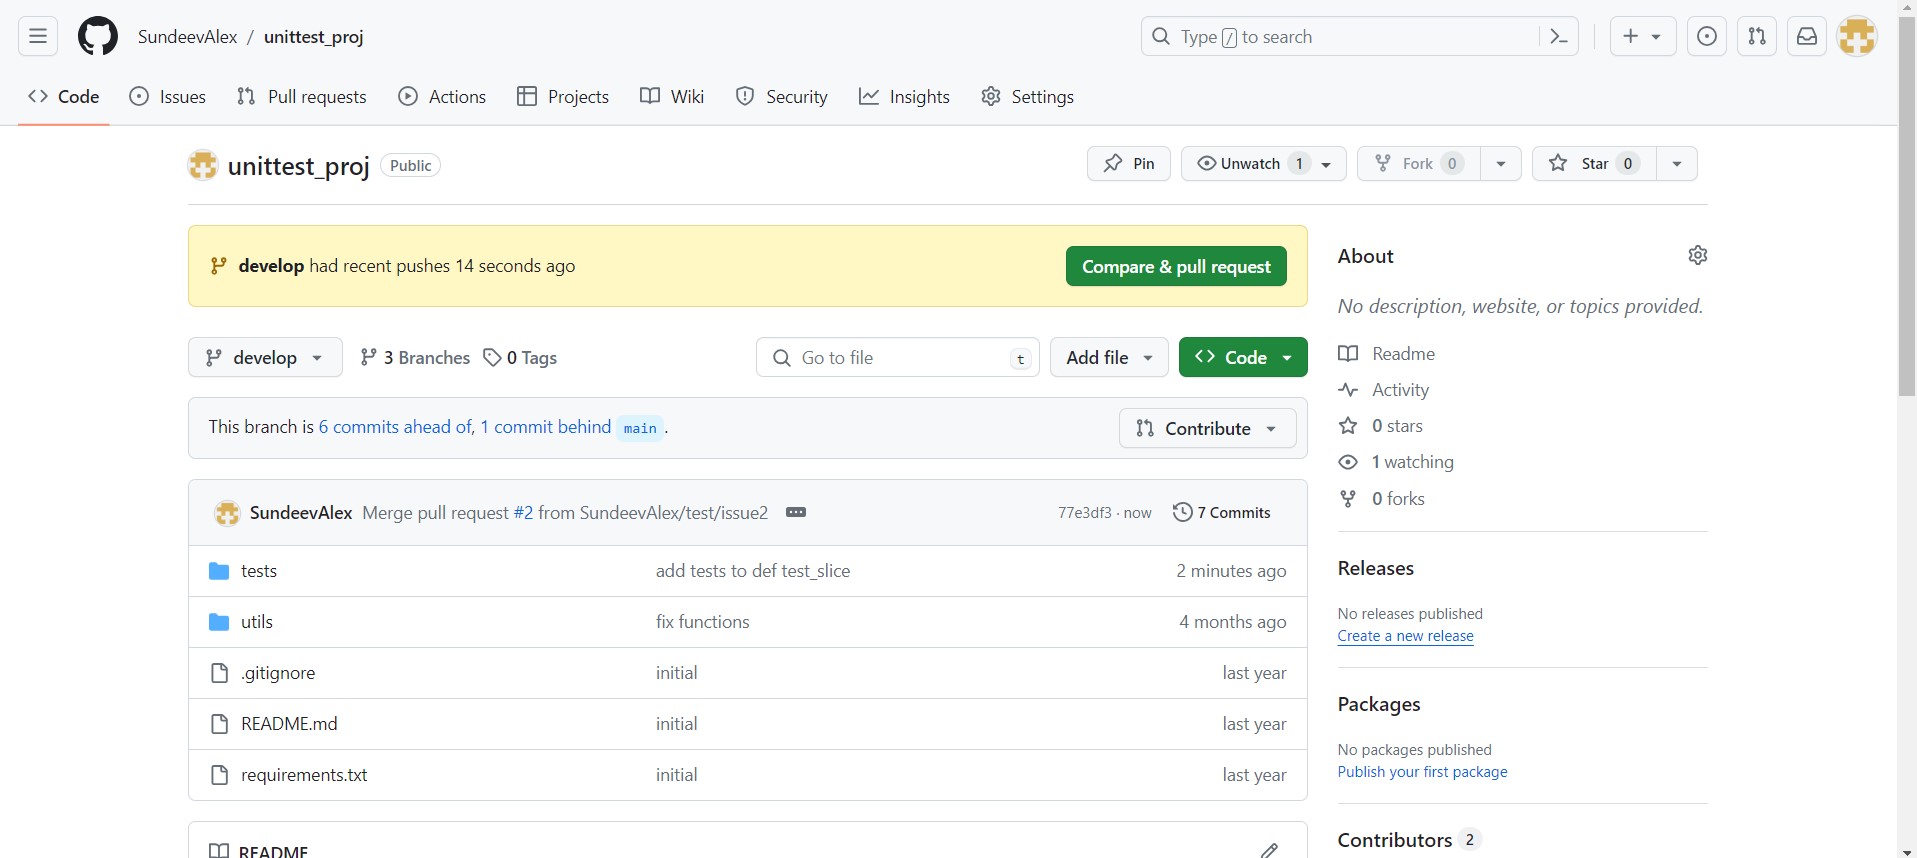 SundeevAlex / unittest_proj
Type / to search
Code Issues Pull requests Actions Projects Wiki Security Insights Settings
unittest_proj Public
Pin Unwatch 1 Fork 0 Star 0
develop had recent pushes 14 seconds ago
Compare & pull request
develop 3 Branches 0 Tags
Go to file t
Add file
Code
This branch is 6 commits ahead of, 1 commit behind main .
Contribute
SundeevAlex Merge pull request #2 from SundeevAlex/test/issue2
77e3df3 · now 7 Commits
tests add tests to def test_slice 2 minutes ago
utils fix functions 4 months ago
.gitignore initial last year
README.md initial last year
requirements.txt initial last year
README
About
No description, website, or topics provided.
Readme
Activity
0 stars
1 watching
0 forks
Releases
No releases published
Create a new release
Packages
No packages published
Publish your first package
Contributors 2